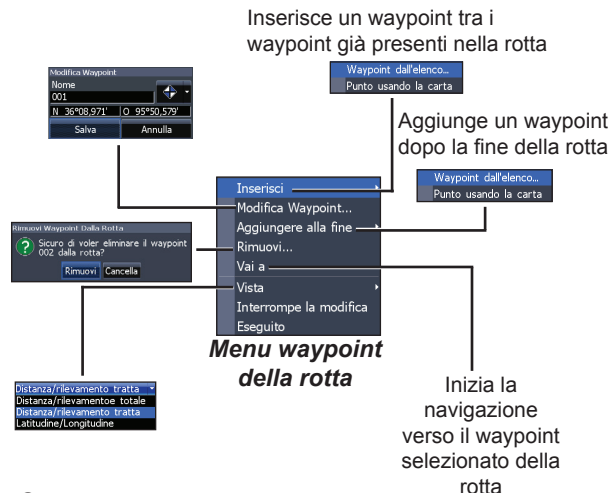 Inserisce un waypoint tra i
waypoint già presenti nella rotta
Waypoint dall'elenco...
Punto usando la carta
Modifica Waypoint
Nome
001
N 36°08,971' O 95°50,579'
Salva Annulla
Aggiunge un waypoint
dopo la fine della rotta
Waypoint dall'elenco...
Punto usando la carta
Inserisci
Modifica Waypoint...
Aggiungere alla fine
Rimuovi...
Vai a
Vista
Interrompe la modifica
Eseguito
Rimuovi Waypoint Dalla Rotta
Sicuro di voler eliminare il waypoint
002 dalla rotta?
Rimuovi Cancella
Menu waypoint
della rotta
Distanza/rilevamento tratta
Distanza/rilevamentoe totale
Distanza/rilevamento tratta
Latitudine/Longitudine
Inizia la
navigazione
verso il waypoint
selezionato della
rotta